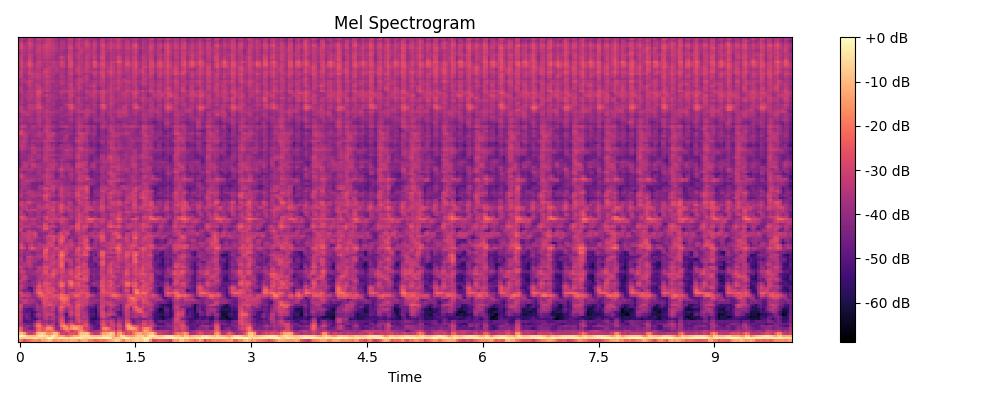 Mel Spectrogram
+0 dB
-10 dB
-20 dB
-30 dB
-40 dB
-50 dB
-60 dB
0
1.5
3
4.5
6
7.5
9
Time